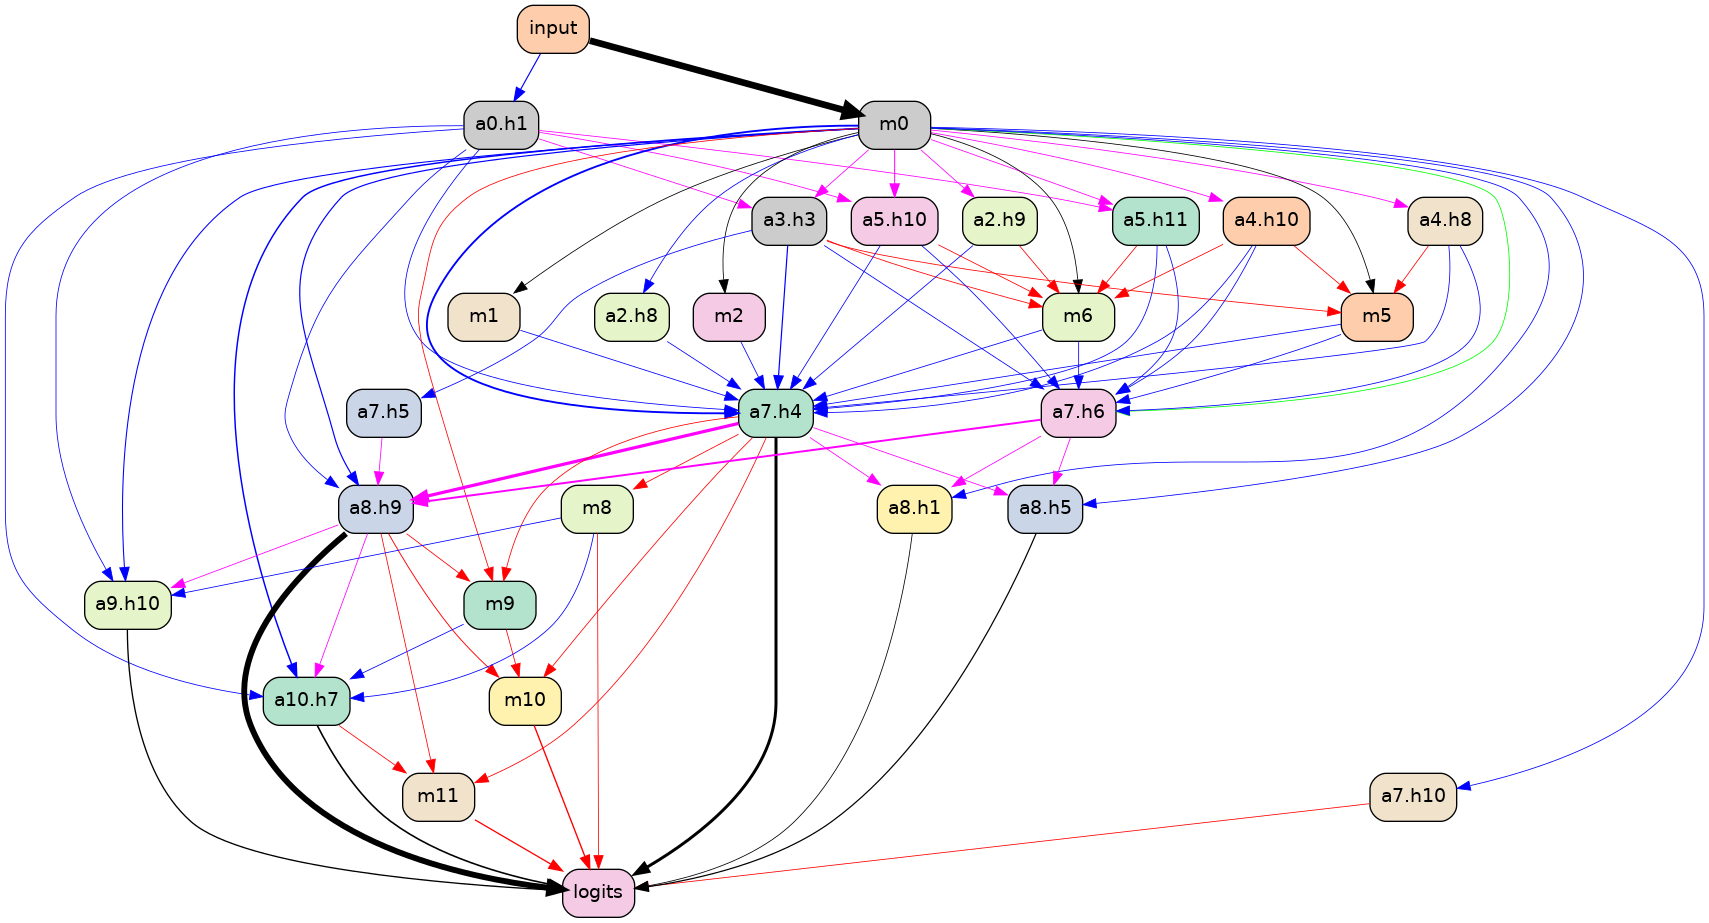 input
a0.h1 m0
a3.h3 a5.h10 a2.h9 a5.h11 a4.h10 a4.h8
m1 a2.h8 m2 m6 m5
a7.h5 a7.h4 a7.h6
a8.h9 m8 a8.h1 a8.h5
a9.h10 m9
a10.h7 m10
m11 a7.h10
logits